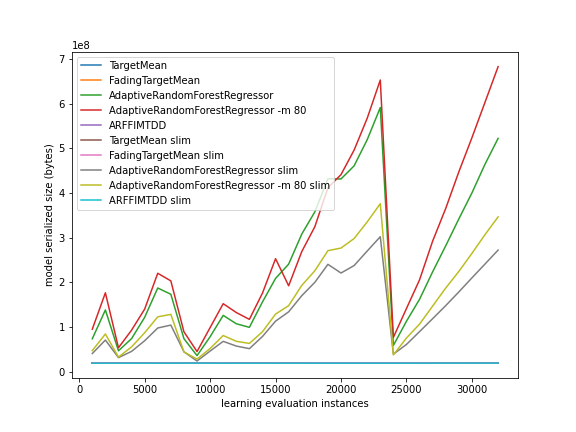 1e8
7
6
5
4
3
2
1
0
model serialized size (bytes)
TargetMean
FadingTargetMean
AdaptiveRandomForestRegressor
AdaptiveRandomForestRegressor -m 80
ARFFIMTDD
TargetMean slim
FadingTargetMean slim
AdaptiveRandomForestRegressor slim
AdaptiveRandomForestRegressor -m 80 slim
ARFFIMTDD slim
0 5000 10000 15000 20000 25000 30000
learning evaluation instances